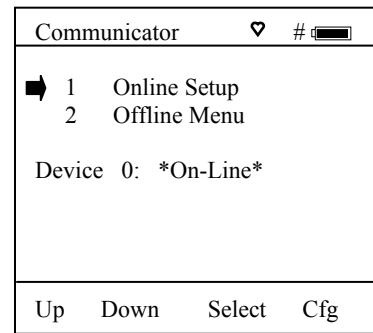 Communicator ♡ #
1 Online Setup
2 Offline Menu
Device 0: *On-Line*
Up Down Select Cfg